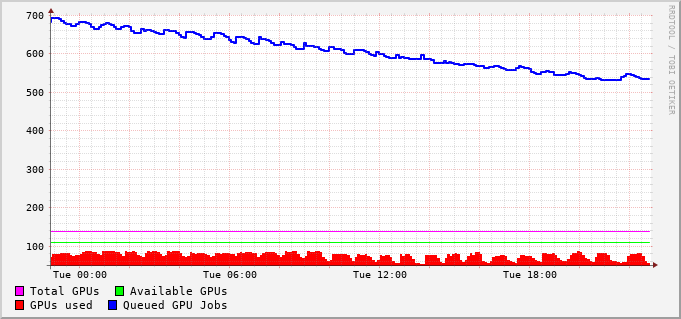 700
600
500
400
300
200
100
Tue 00:00 Tue 06:00 Tue 12:00 Tue 18:00
Total GPUs Available GPUs
GPUs used Queued GPU Jobs
RRDTOOL / TOBI OETIKER